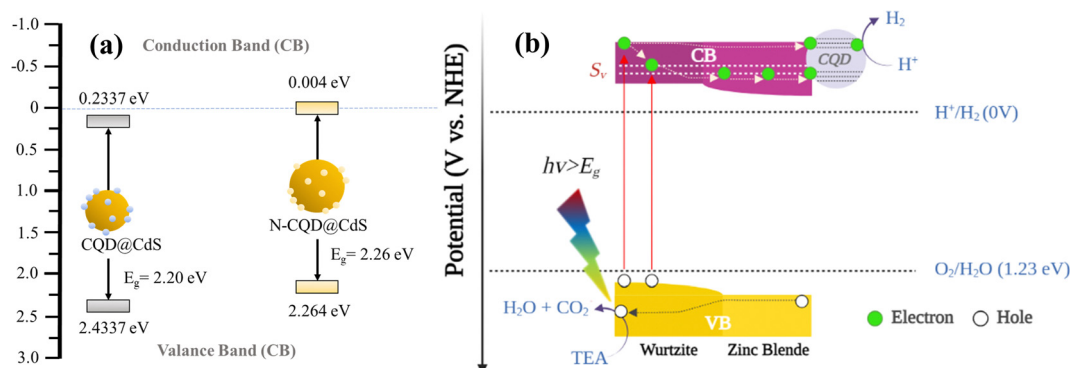 (a)
-1.0
-0.5
0
0.5
1.0
1.5
2.0
2.5
3.0
Conduction Band (CB)
0.2337 eV
0.004 eV
CQD@CdS
N-CQD@CdS
Eg= 2.20 eV
Eg= 2.26 eV
2.4337eV
2.264 eV
Valance Band (CB)
Potential (V vs. NHE)
(b)
H2
H+
CB
CQD
Sv
H+/H2 (0V)
hν>Eg
O2/H2O (1.23 eV)
H2O + CO2
VB
TEA
Wurtzite
Zinc Blende
Electron
Hole